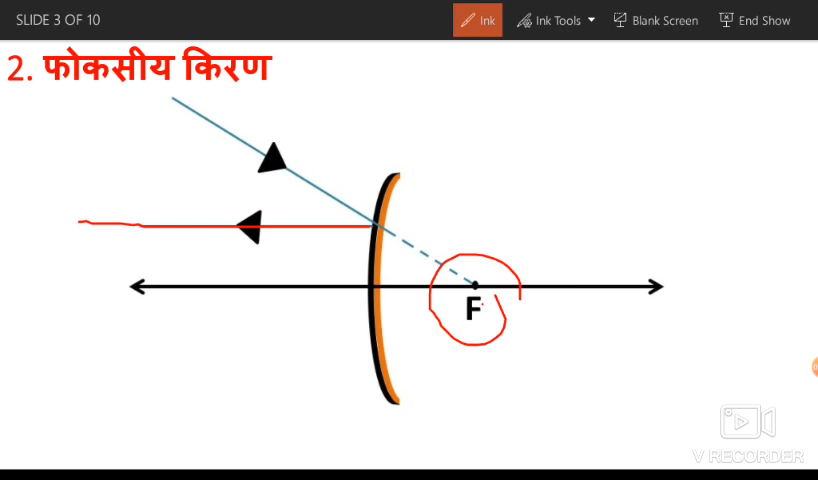 SLIDE 3 OF 10
Ink
Ink Tools
Blank Screen
End Show
2. फोकसीय किरण
F
V RECORDER